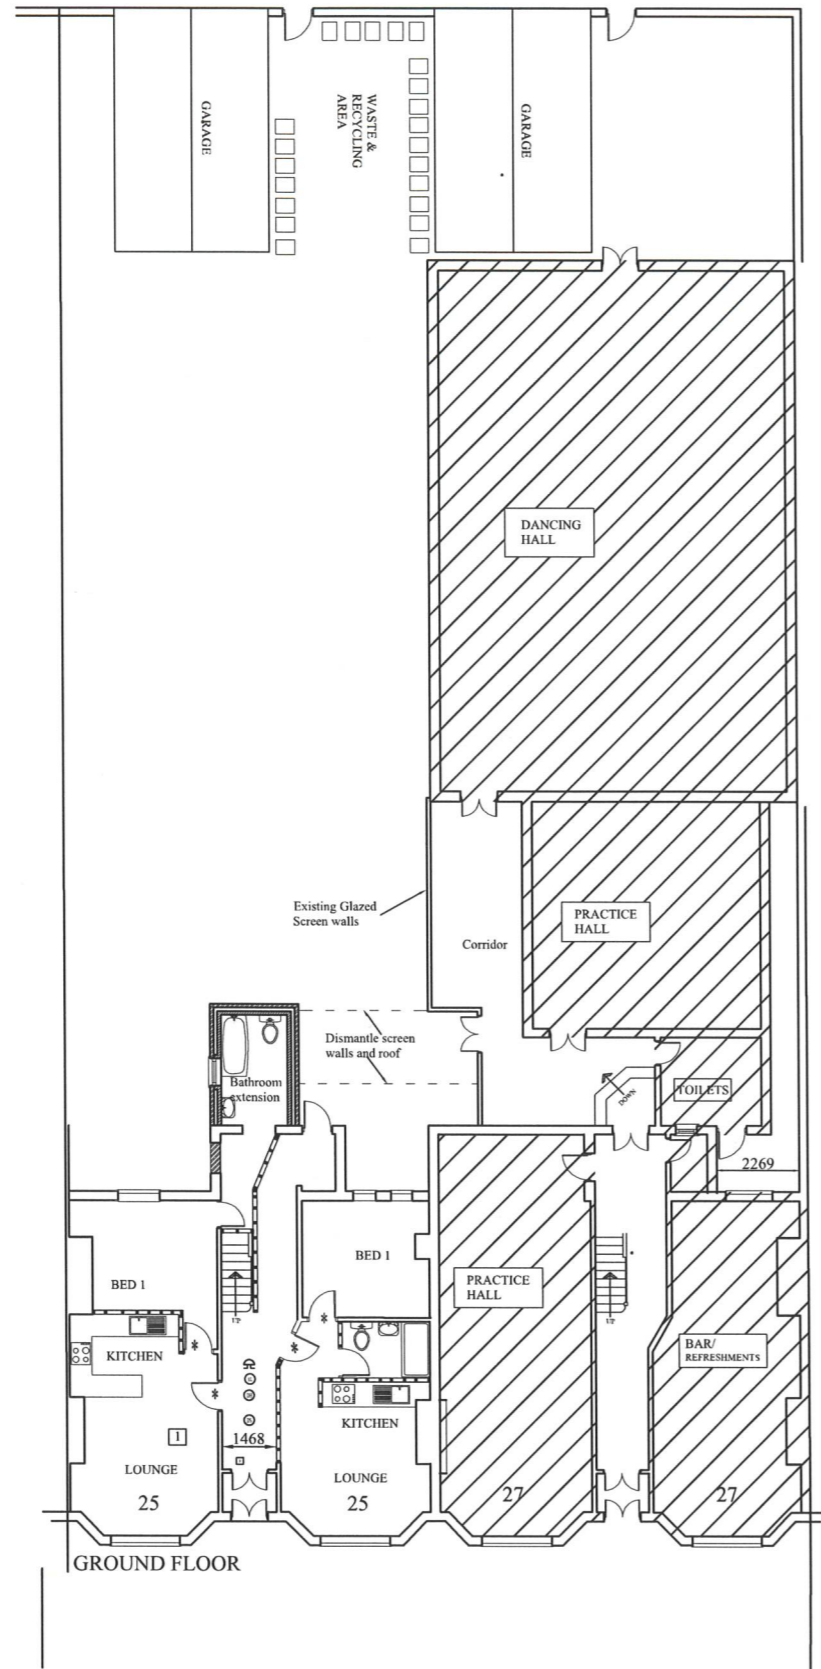 GARAGE
WASTE &
RECYCLING
AREA
GARAGE
DANCING
HALL
Existing Glazed
Screen walls
Corridor
PRACTICE
HALL
Dismantle screen
walls and roof
Bathroom
extension
DOWN
TOILETS
2269
BED 1
BED 1
PRACTICE
HALL
UP
UP
BAR/
REFRESHMENTS
KITCHEN
KITCHEN
1
1468
LOUNGE
LOUNGE
25
25
27
27
GROUND FLOOR